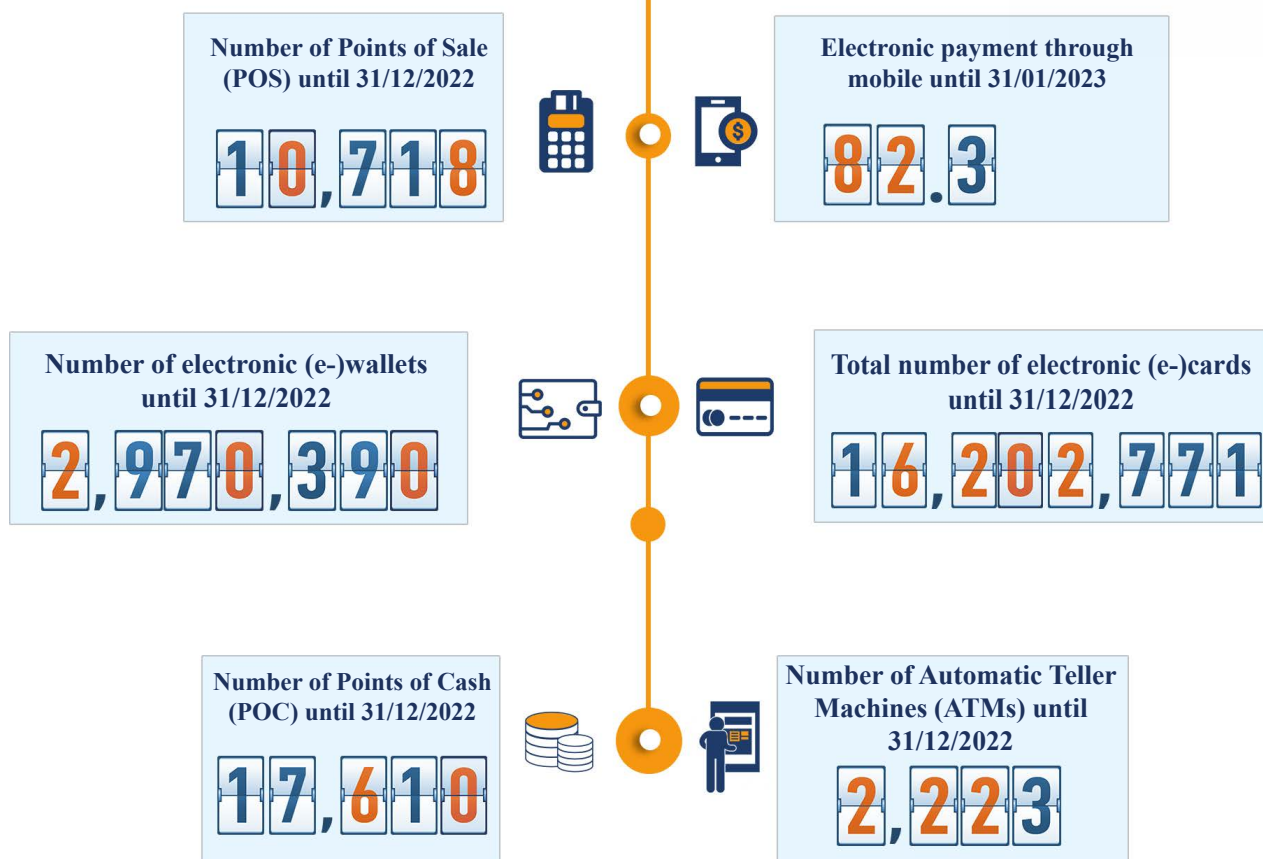 Number of Points of Sale
(POS) until 31/12/2022
10,718
Electronic payment through
mobile until 31/01/2023
$
82.3
Number of electronic (e-)wallets
until 31/12/2022
2,970,390
Total number of electronic (e-)cards
until 31/12/2022
16,202,771
Number of Points of Cash
(POC) until 31/12/2022
17,610
Number of Automatic Teller
Machines (ATMs) until
31/12/2022
2,223